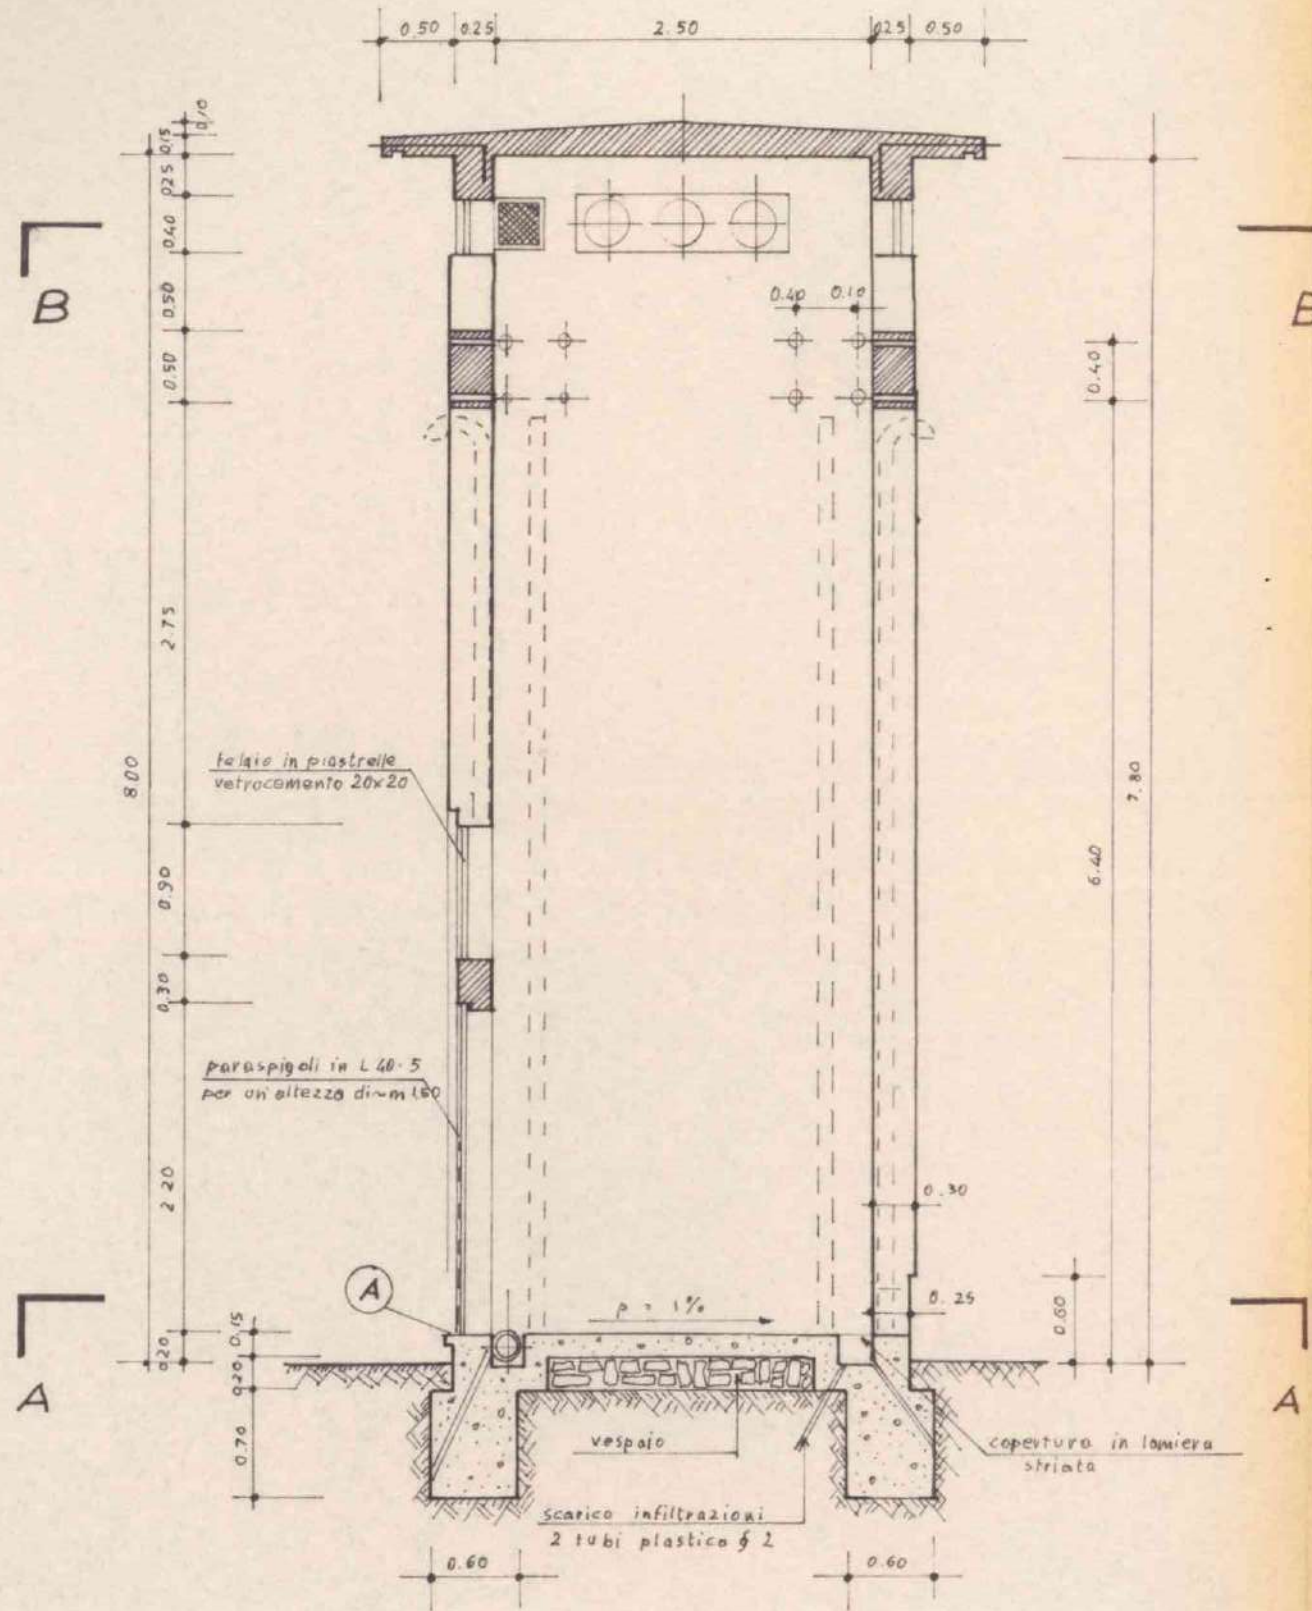 0.50 0.25 2.50 0.25 0.50
0.10
0.15
0.25
0.40
B
0.50
0.40 0.10
0.50
0.40
2.75
telaio in piastrelle
vetrocemento 20x20
8.00
7.80
0.90
6.40
0.30
paraspigoli in L 40.5
per un'altezza di ~ m 1.50
2.20
0.30
A
p = 1%
0.25
0.60
0.15
0.20
0.20
A
A
0.70
vespaio
copertura in lamiera
striata
scarico infiltrazioni
2 tubi plastico φ 2
0.60 0.60